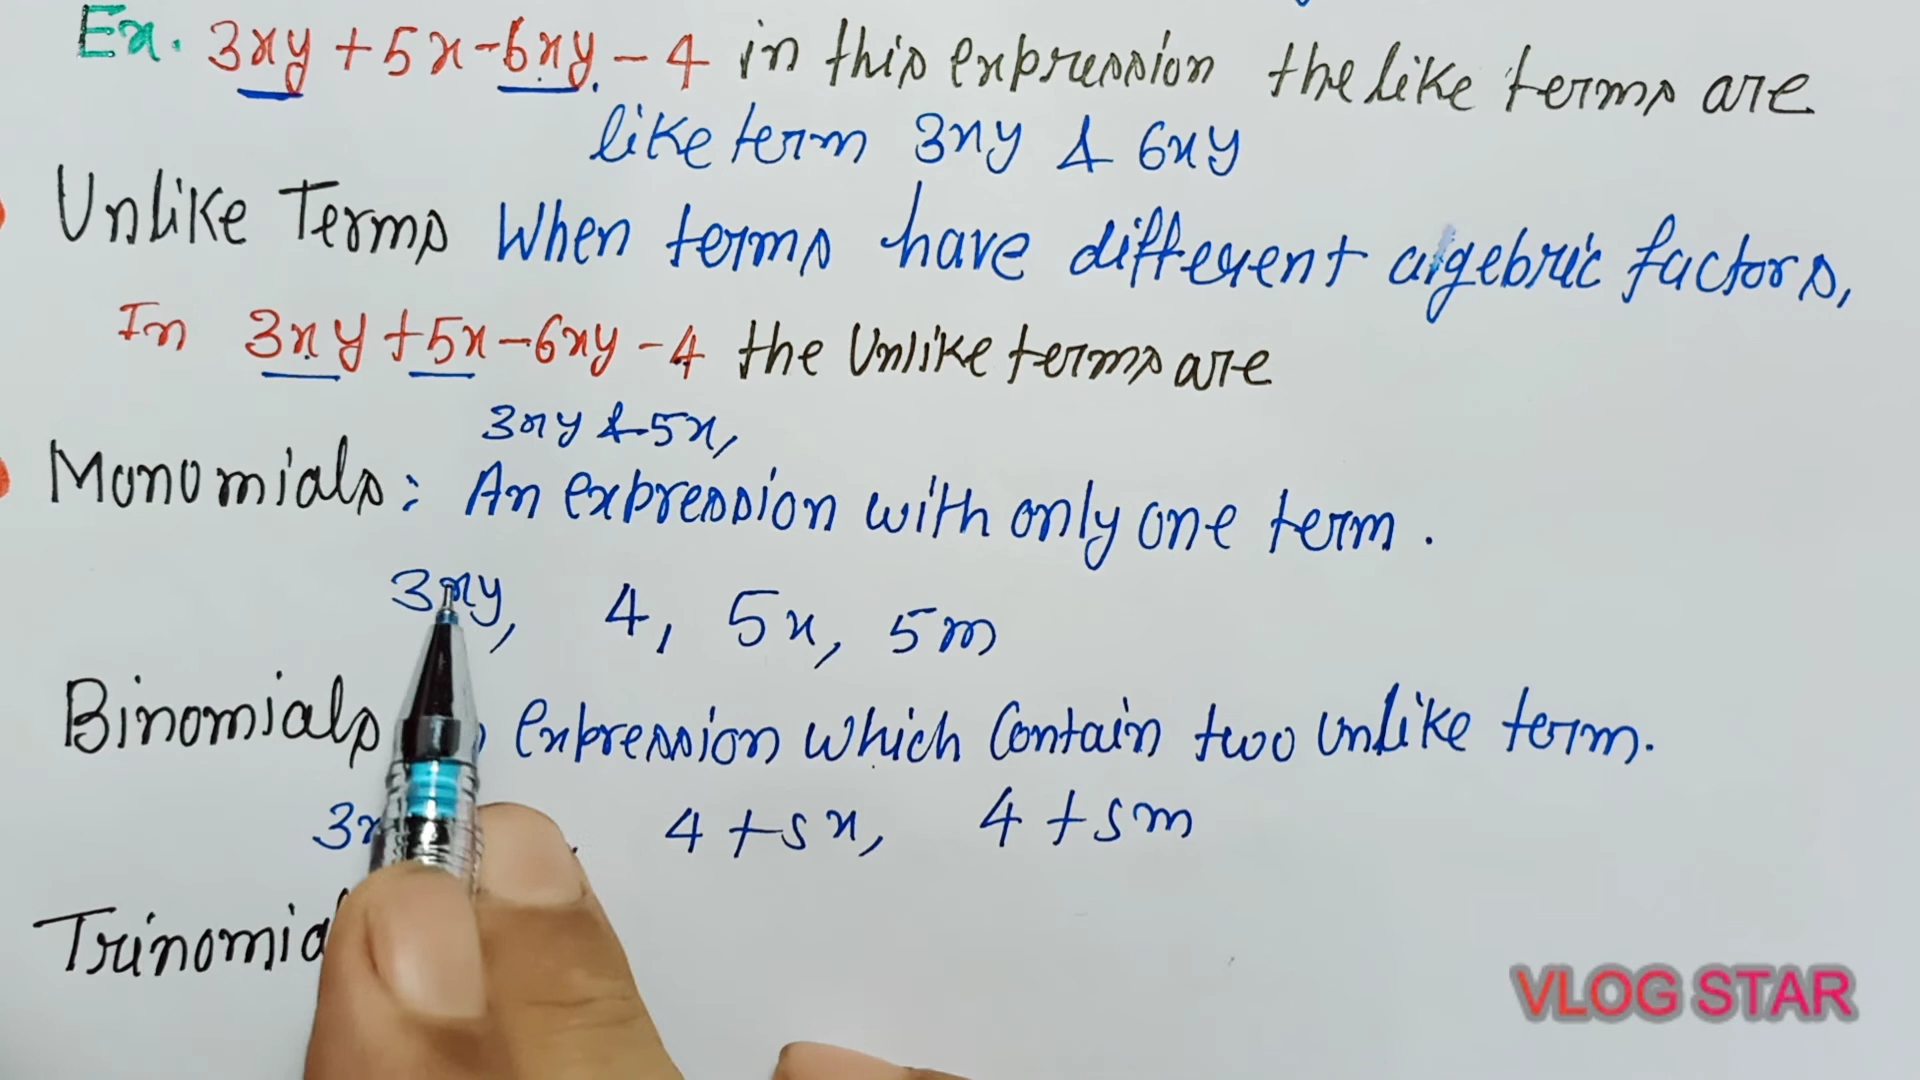 Ex. 3xy + 5x - 6xy - 4 in this expression the like terms are
like term 3xy & 6xy
Unlike Terms When terms have different algebric factors,
In 3xy + 5x - 6xy - 4 the Unlike terms are
3xy & 5x,
Monomials: An expression with only one term.
3xy, 4, 5x, 5m
Binomials expression which Contain two unlike term.
4 + 5x, 4 + 5m
VLOG STAR